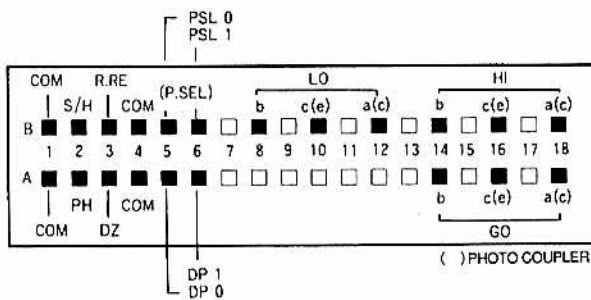 PSL 0
PSL 1
COM R.RE (P.SEL) LO HI
S/H COM b c(e) a(c) b c(e) a(c)
B
1 2 3 4 5 6 7 8 9 10 11 12 13 14 15 16 17 18
A
PH COM b c(e) a(c)
COM DZ GO
( ) PHOTO COUPLER
DP 1
DP 0